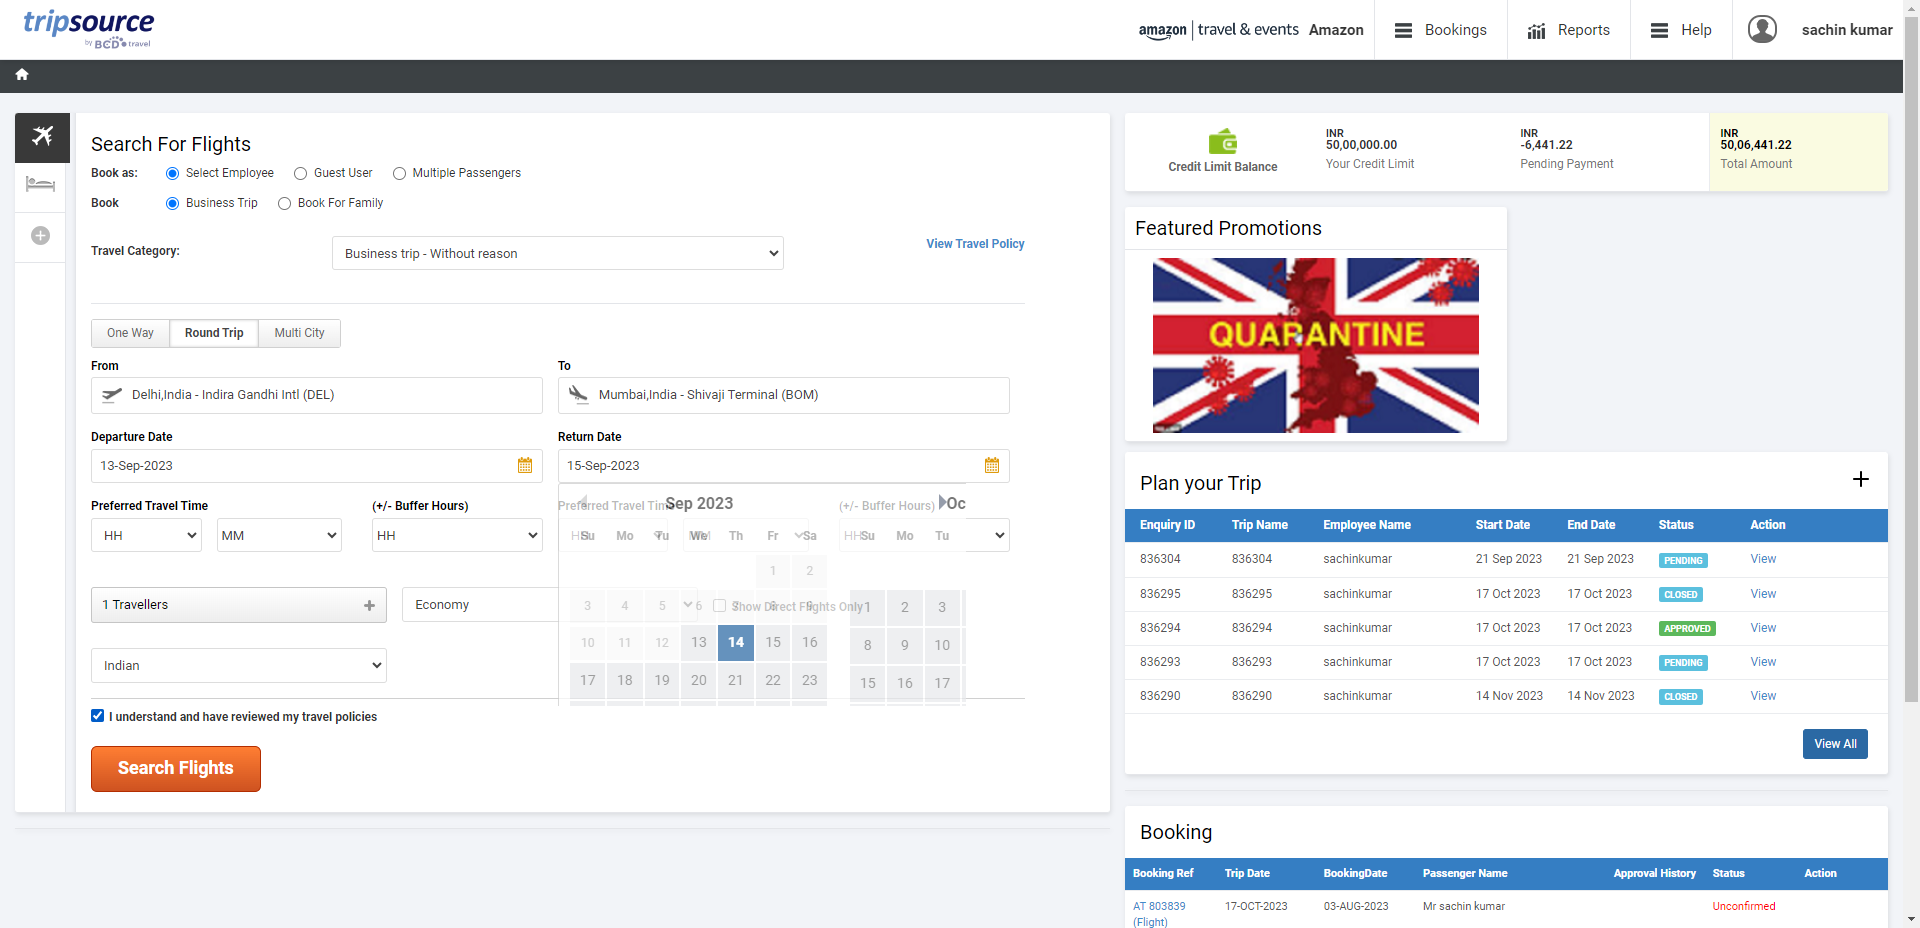 tripsource
by BCD travel
amazon | travel & events Amazon
Bookings
Reports
Help
sachin kumar
Search For Flights
Book as: Select Employee Guest User Multiple Passengers
Book Business Trip Book For Family
Travel Category: Business trip - Without reason
View Travel Policy
One Way Round Trip Multi City
From To
Delhi,India - Indira Gandhi Intl (DEL) Mumbai,India - Shivaji Terminal (BOM)
Departure Date Return Date
13-Sep-2023 15-Sep-2023
Preferred Travel Time (+/- Buffer Hours)
HH MM HH
Preferred Travel Time (+/- Buffer Hours)
HH MM HH
Sep 2023 Oc
Su Mo Tu We Th Fr Sa Su Mo Tu
1 2
3 4 5 6 7 8 9 1 2 3
10 11 12 13 14 15 16 8 9 10
17 18 19 20 21 22 23 15 16 17
1 Travellers Economy Show Direct Flights Only
Indian
I understand and have reviewed my travel policies
Search Flights
Credit Limit Balance
INR
50,00,000.00
Your Credit Limit
INR
-6,441.22
Pending Payment
INR
50,06,441.22
Total Amount
Featured Promotions
QUARANTINE
Plan your Trip
Enquiry ID Trip Name Employee Name Start Date End Date Status Action
836304 836304 sachinkumar 21 Sep 2023 21 Sep 2023 PENDING View
836295 836295 sachinkumar 17 Oct 2023 17 Oct 2023 CLOSED View
836294 836294 sachinkumar 17 Oct 2023 17 Oct 2023 APPROVED View
836293 836293 sachinkumar 17 Oct 2023 17 Oct 2023 PENDING View
836290 836290 sachinkumar 14 Nov 2023 14 Nov 2023 CLOSED View
View All
Booking
Booking Ref Trip Date BookingDate Passenger Name Approval History Status Action
AT 803839 17-OCT-2023 03-AUG-2023 Mr sachin kumar Unconfirmed
(Flight)